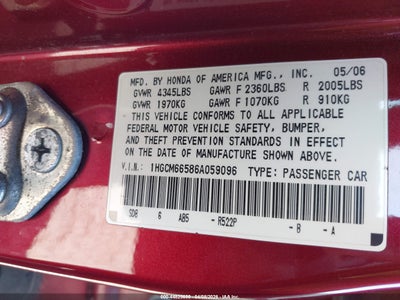 MFD. BY HONDA OF AMERICA MFG., INC. 05/06
GVWR 4345LBS GAWR F 2360LBS R 2005LBS
GVWR 1970KG GAWR F 1070KG R 910KG
THIS VEHICLE CONFORMS TO ALL APPLICABLE
FEDERAL MOTOR VEHICLE SAFETY, BUMPER,
AND THEFT PREVENTION STANDARDS IN EFFECT
ON THE DATE OF MANUFACTURE SHOWN ABOVE.
V.I.N. 1HGCM66586A059096 TYPE: PASSENGER CAR
SDB 6 AB5 - R522P - B - A